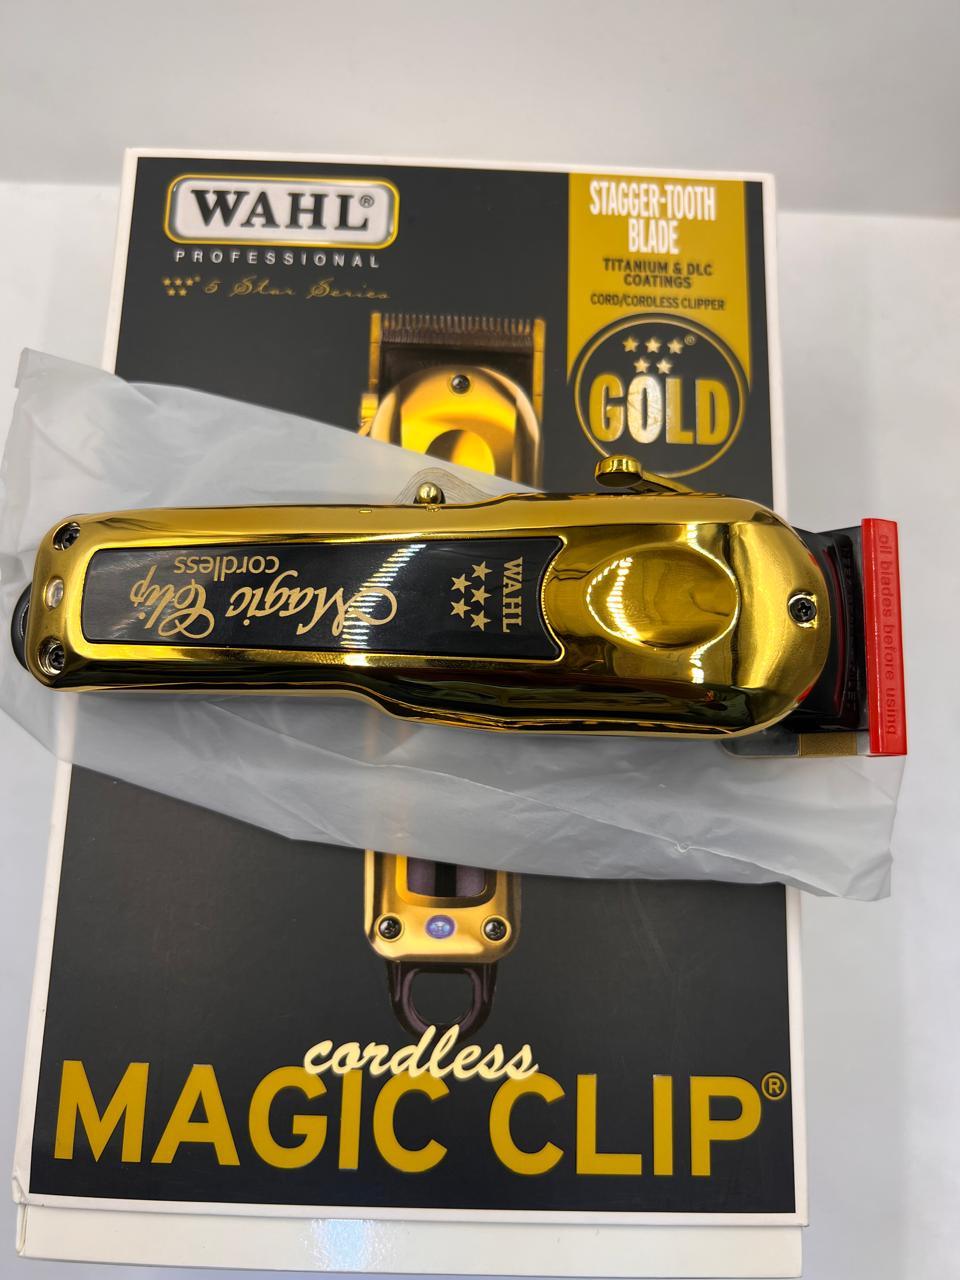 WAHL®
PROFESSIONAL
5 Star Series
STAGGER-TOOTH
BLADE
TITANIUM & DLC
COATINGS
CORD/CORDLESS CLIPPER
®
GOLD
WAHL
Magic Clip
cordless
oil blades before using
cordless
MAGIC CLIP®